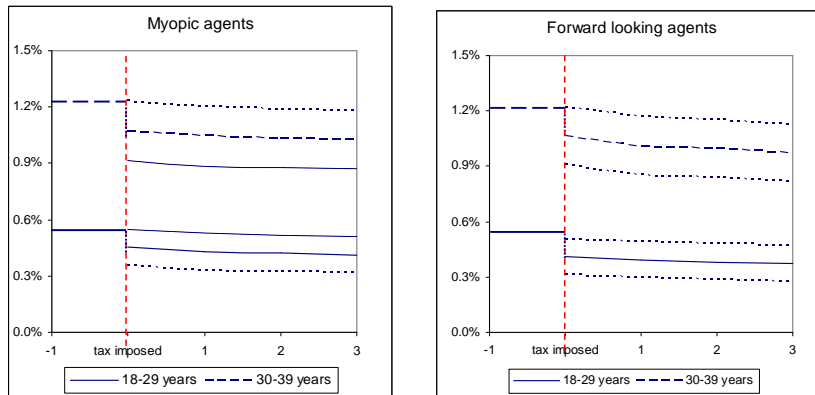 Myopic agents
1.5%
1.2%
0.9%
0.6%
0.3%
0.0%
-1 tax imposed 1 2 3
18-29 years 30-39 years
Forward looking agents
1.5%
1.2%
0.9%
0.6%
0.3%
0.0%
-1 tax imposed 1 2 3
18-29 years 30-39 years